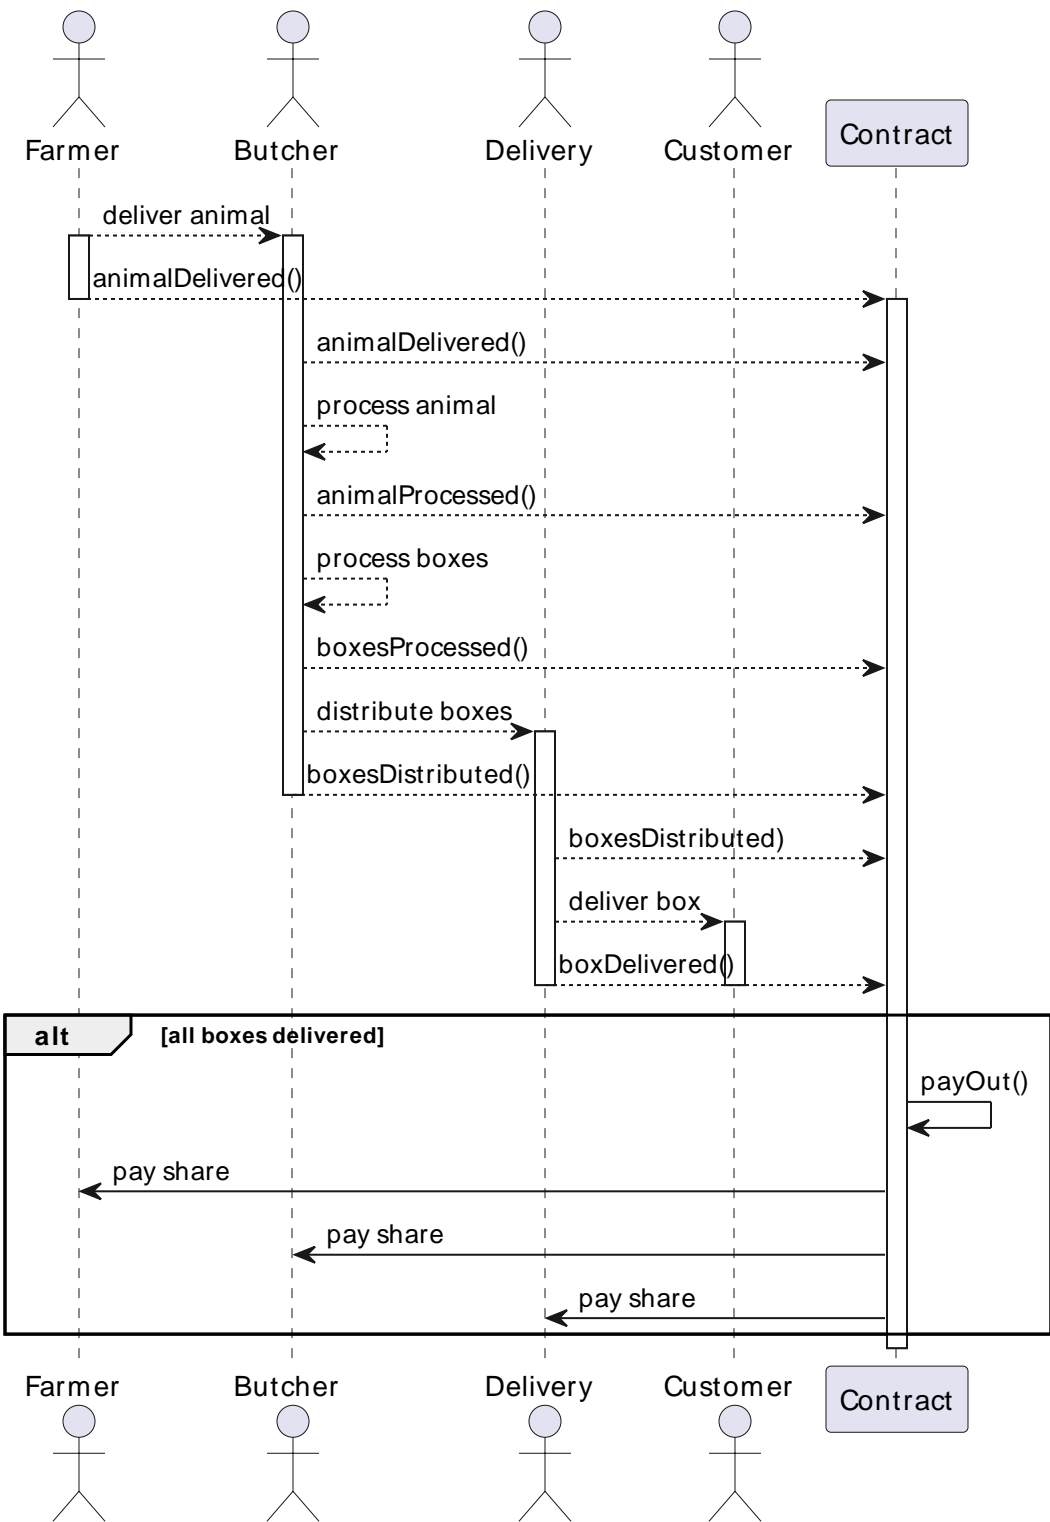 Farmer Butcher Delivery Customer Contract
deliver animal
animalDelivered()
animalDelivered()
process animal
animalProcessed()
process boxes
boxesProcessed()
distribute boxes
boxesDistributed()
boxesDistributed)
deliver box
boxDelivered()
alt [all boxes delivered]
payOut()
pay share
pay share
pay share
Farmer Butcher Delivery Customer Contract